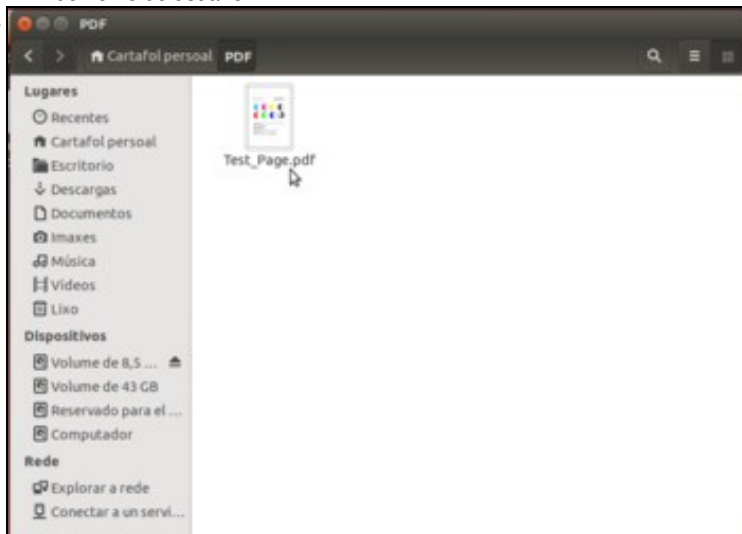 PDF
Cartafol persoal PDF
Lugares
Recentes
Cartafol persoal
Escritorio
Descargas
Documentos
Imaxes
Música
Vídeos
Lixo
Dispositivos
Volume de 8,5 ...
Volume de 43 GB
Reservado para el ...
Computador
Rede
Explorar a rede
Conectar a un servi...
Test_Page.pdf